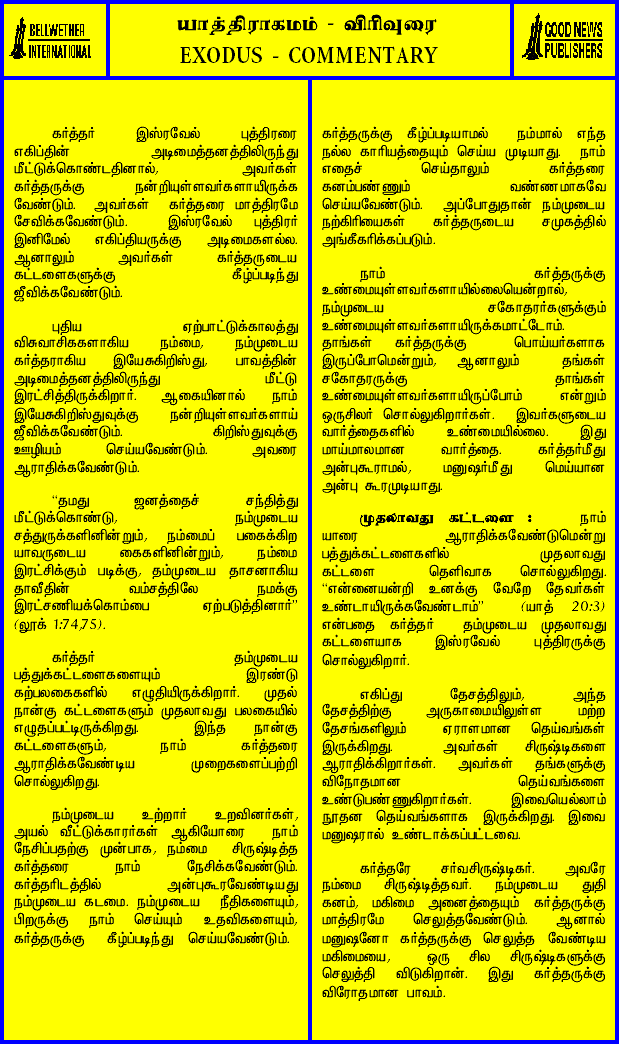 BELLWETHER
INTERNATIONAL
யாத்திராகமம் - விரிவுரை
EXODUS - COMMENTARY
GOOD NEWS
PUBLISHERS
கர்த்தர் இஸ்ரவேல் புத்திரரை
எகிப்தின் அடிமைத்தனத்திலிருந்து
மீட்டுக்கொண்டதினால், அவர்கள்
கர்த்தருக்கு நன்றியுள்ளவர்களாயிருக்க
வேண்டும். அவர்கள் கர்த்தரை மாத்திரமே
சேவிக்கவேண்டும். இஸ்ரவேல் புத்திரர்
இனிமேல் எகிப்தியருக்கு அடிமைகளல்ல.
ஆனாலும் அவர்கள் கர்த்தருடைய
கட்டளைகளுக்கு கீழ்ப்படிந்து
ஜீவிக்கவேண்டும்.
புதிய ஏற்பாட்டுக்காலத்து
விசுவாசிகளாகிய நம்மை, நம்முடைய
கர்த்தராகிய இயேசுகிறிஸ்து, பாவத்தின்
அடிமைத்தனத்திலிருந்து மீட்டு
இரட்சித்திருக்கிறார். ஆகையினால் நாம்
இயேசுகிறிஸ்துவுக்கு நன்றியுள்ளவர்களாய்
ஜீவிக்கவேண்டும். கிறிஸ்துவுக்கு
ஊழியம் செய்யவேண்டும். அவரை
ஆராதிக்கவேண்டும்.
“தமது ஜனத்தைச் சந்தித்து
மீட்டுக்கொண்டு, நம்முடைய
சத்துருக்களினின்றும், நம்மைப் பகைக்கிற
யாவருடைய கைகளினின்றும், நம்மை
இரட்சிக்கும் படிக்கு, தம்முடைய தாசனாகிய
தாவீதின் வம்சத்திலே நமக்கு
இரட்சணியக்கொம்பை ஏற்படுத்தினார்”
(லூக் 1:74,75).
கர்த்தர் தம்முடைய
பத்துக்கட்டளைகளையும் இரண்டு
கற்பலகைகளில் எழுதியிருக்கிறார். முதல்
நான்கு கட்டளைகளும் முதலாவது பலகையில்
எழுதப்பட்டிருக்கிறது. இந்த நான்கு
கட்டளைகளும், நாம் கர்த்தரை
ஆராதிக்கவேண்டிய முறைகளைப்பற்றி
சொல்லுகிறது.
நம்முடைய உற்றார் உறவினர்கள்,
அயல் வீட்டுக்காரர்கள் ஆகியோரை நாம்
நேசிப்பதற்கு முன்பாக, நம்மை சிருஷ்டித்த
கர்த்தரை நாம் நேசிக்கவேண்டும்.
கர்த்தரிடத்தில் அன்புகூரவேண்டியது
நம்முடைய கடமை. நம்முடைய நீதிகளையும்,
பிறருக்கு நாம் செய்யும் உதவிகளையும்,
கர்த்தருக்கு கீழ்ப்படிந்து செய்யவேண்டும்.
கர்த்தருக்கு கீழ்ப்படியாமல் நம்மால் எந்த
நல்ல காரியத்தையும் செய்ய முடியாது. நாம்
எதைச் செய்தாலும் கர்த்தரை
கனம்பண்ணும் வண்ணமாகவே
செய்யவேண்டும். அப்போதுதான் நம்முடைய
நற்கிரியைகள் கர்த்தருடைய சமுகத்தில்
அங்கீகரிக்கப்படும்.
நாம் கர்த்தருக்கு
உண்மையுள்ளவர்களாயில்லையென்றால்,
நம்முடைய சகோதரர்களுக்கும்
உண்மையுள்ளவர்களாயிருக்கமாட்டோம்.
தாங்கள் கர்த்தருக்கு பொய்யர்களாக
இருப்போமென்றும், ஆனாலும் தங்கள்
சகோதரருக்கு தாங்கள்
உண்மையுள்ளவர்களாயிருப்போம் என்றும்
ஒருசிலர் சொல்லுகிறார்கள். இவர்களுடைய
வார்த்தைகளில் உண்மையில்லை. இது
மாய்மாலமான வார்த்தை. கர்த்தர்மீது
அன்புகூராமல், மனுஷர்மீது மெய்யான
அன்பு கூரமுடியாது.
முதலாவது கட்டளை : நாம்
யாரை ஆராதிக்கவேண்டுமென்று
பத்துக்கட்டளைகளில் முதலாவது
கட்டளை தெளிவாக சொல்லுகிறது.
“என்னையன்றி உனக்கு வேறே தேவர்கள்
உண்டாயிருக்கவேண்டாம்” (யாத் 20:3)
என்பதை கர்த்தர் தம்முடைய முதலாவது
கட்டளையாக இஸ்ரவேல் புத்திரருக்கு
சொல்லுகிறார்.
எகிப்து தேசத்திலும், அந்த
தேசத்திற்கு அருகாமையிலுள்ள மற்ற
தேசங்களிலும் ஏராளமான தெய்வங்கள்
இருக்கிறது. அவர்கள் சிருஷ்டிகளை
ஆராதிக்கிறார்கள். அவர்கள் தங்களுக்கு
விநோதமான தெய்வங்களை
உண்டுபண்ணுகிறார்கள். இவையெல்லாம்
நூதன தெய்வங்களாக இருக்கிறது. இவை
மனுஷரால் உண்டாக்கப்பட்டவை.
கர்த்தரே சர்வசிருஷ்டிகர். அவரே
நம்மை சிருஷ்டித்தவர். நம்முடைய துதி
கனம், மகிமை அனைத்தையும் கர்த்தருக்கு
மாத்திரமே செலுத்தவேண்டும். ஆனால்
மனுஷனோ கர்த்தருக்கு செலுத்த வேண்டிய
மகிமையை, ஒரு சில சிருஷ்டிகளுக்கு
செலுத்தி விடுகிறான். இது கர்த்தருக்கு
விரோதமான பாவம்.